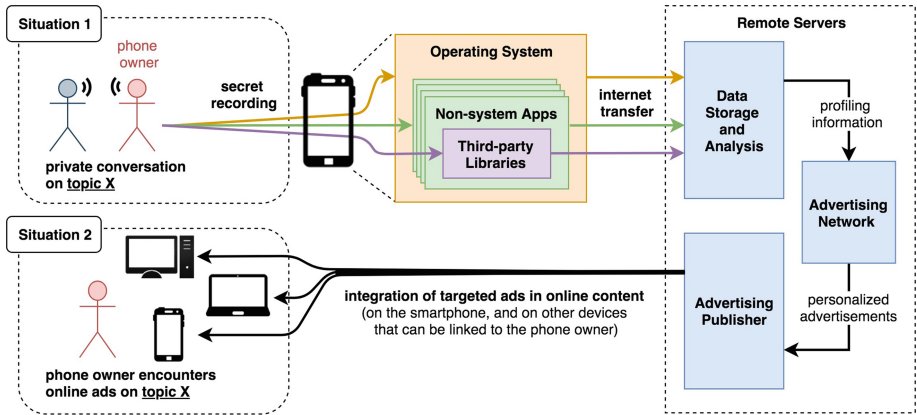 Situation 1
phone
owner
private conversation
on topic X
secret
recording
Operating System
Non-system Apps
Third-party
Libraries
internet
transfer
Remote Servers
Data
Storage
and
Analysis
profiling
information
Advertising
Network
personalized
advertisements
Advertising
Publisher
integration of targeted ads in online content
(on the smartphone, and on other devices
that can be linked to the phone owner)
Situation 2
phone owner encounters
online ads on topic X